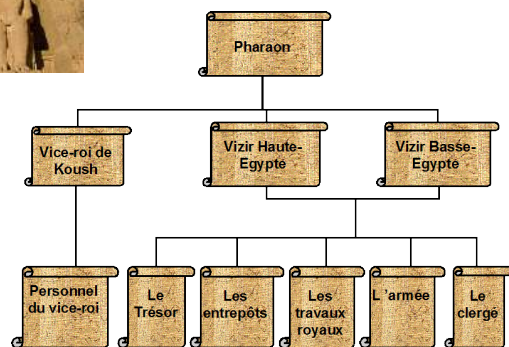 Pharaon
Vice-roi de
Koush
Vizir Haute-
Egypte
Vizir Basse-
Egypte
Personnel
du vice-roi
Le
Trésor
Les
entrepôts
Les
travaux
royaux
L 'armée
Le
clergé